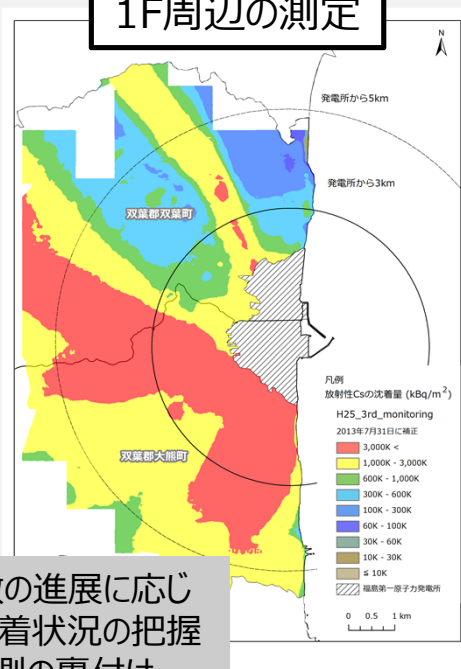 1F周辺の測定
N
発電所から5km
発電所から3km
双葉郡双葉町
双葉郡大熊町
凡例
放射性Csの沈着量 (kBq/m²)
H25_3rd_monitoring
2013年7月31日に補正
3,000K <
1,000K - 3,000K
600K - 1,000K
300K - 600K
100K - 300K
60K - 100K
30K - 60K
10K - 30K
≦ 10K
福島第一原子力発電所
0 0.5 1 km
の進展に応じ
着状況の把握